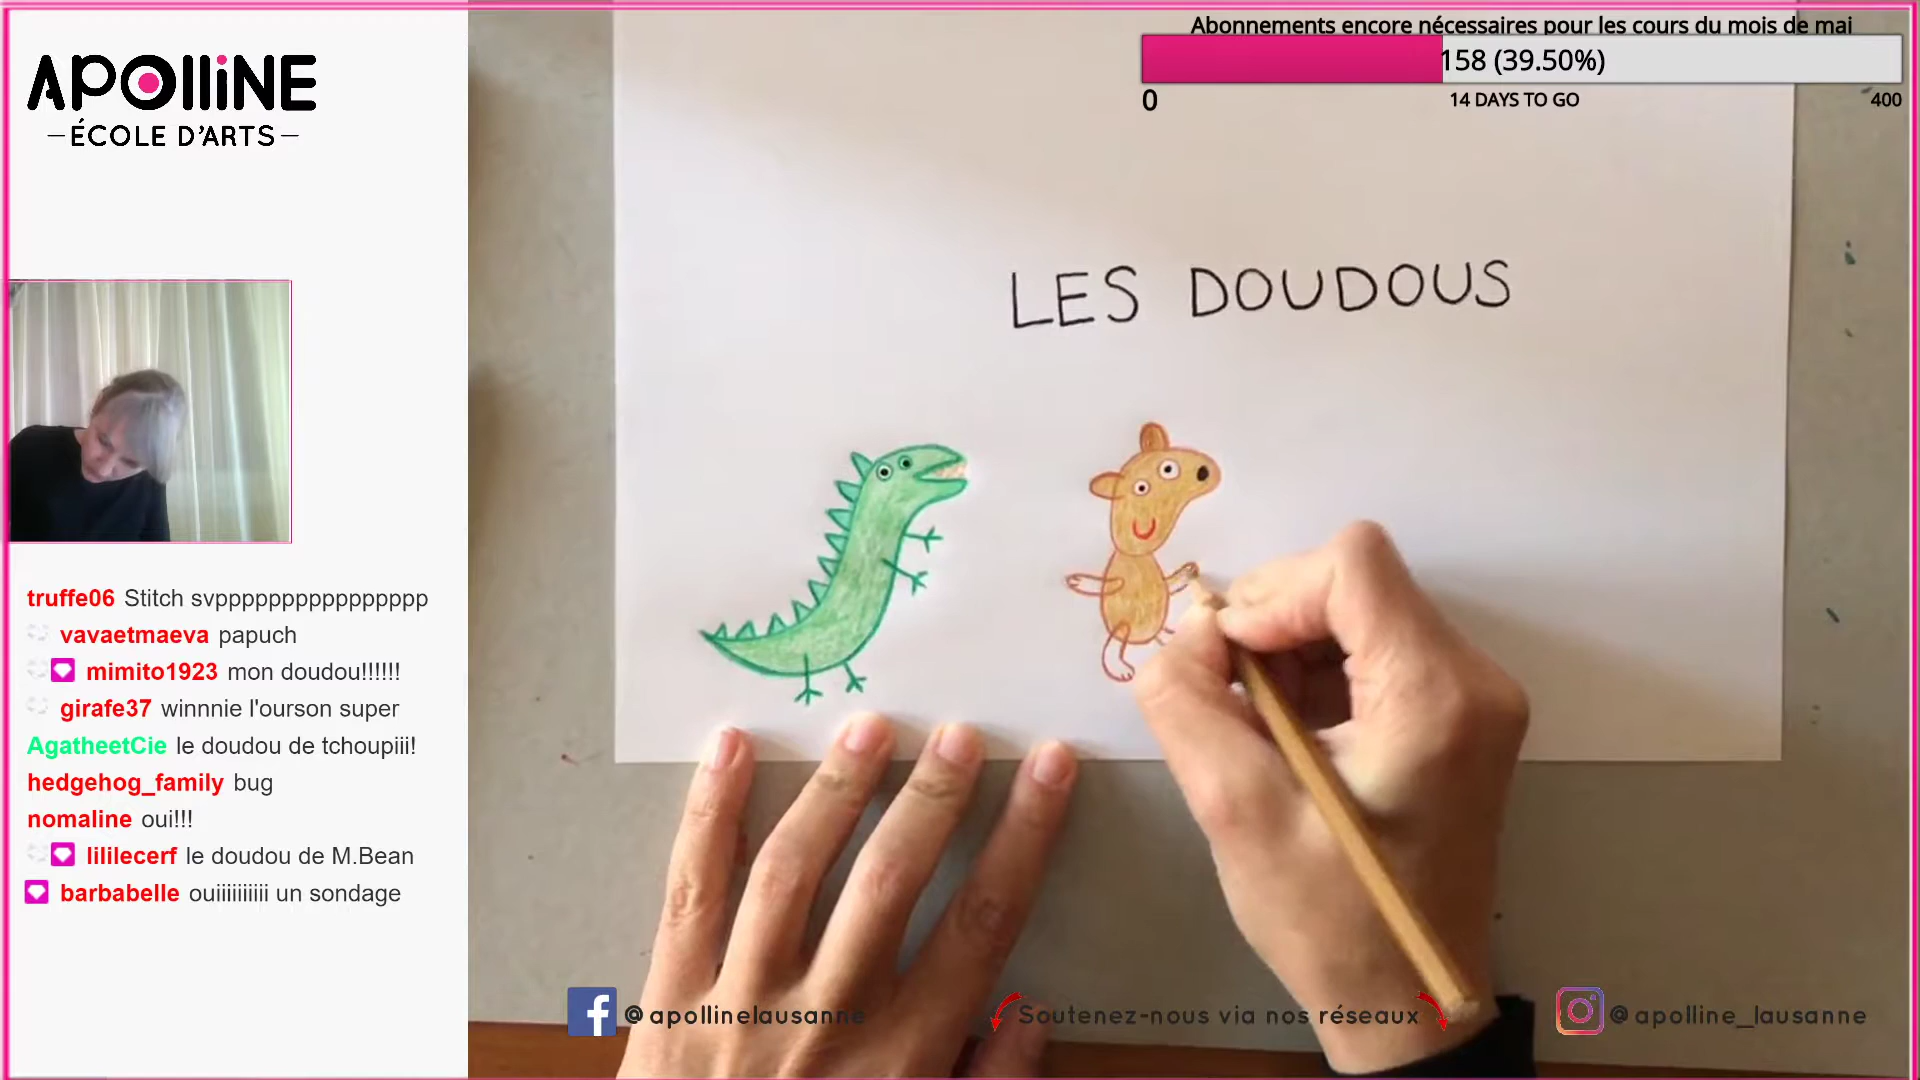 APOLLINE
ÉCOLE D'ARTS
Abonnements encore nécessaires pour les cours du mois de mai
158 (39.50%)
0
14 DAYS TO GO
400
LES DOUDOUS
truffe06 Stitch svpppppppppppppppp
vavaetmaeva papuch
mimito1923 mon doudou!!!!!!
girafe37 winnnie l'ourson super
AgatheetCie le doudou de tchoupiii!
hedgehog_family bug
nomaline oui!!!
lililecerf le doudou de M.Bean
barbabelle ouiiiiiiiiii un sondage
@apollinelausanne
Soutenez-nous via nos réseaux
@apolline_lausanne